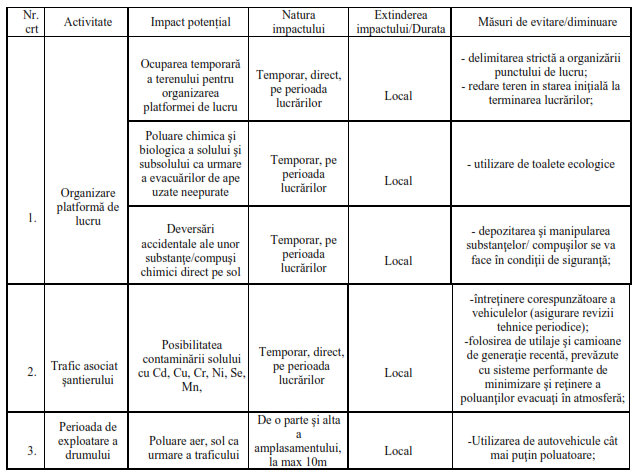 Nr. crt
Activitate
Impact potențial
Natura impactului
Extinderea impactului/Durata
Măsuri de evitare/diminuare
1.
Organizare
platformă de
lucru
Ocuparea temporară
a terenului pentru
organizarea
platformei de lucru
Temporar, direct,
pe perioada
lucrărilor
Local
- delimitarea strictă a organizării
punctului de lucru;
- redare teren in starea inițială la
terminarea lucrărilor;
Poluare chimica și
biologica a solului și
subsolului ca urmare
a evacuărilor de ape
uzate neepurate
Temporar, pe
perioada
lucrărilor
Local
- utilizare de toalete ecologice
Deversări
accidentale ale unor
substanțe/compuși
chimici direct pe sol
Temporar, pe
perioada
lucrărilor
Local
- depozitarea și manipularea
substanțelor/ compușilor se va
face în condiții de siguranță;
2.
Trafic asociat
șantierului
Posibilitatea
contaminării solului
cu Cd, Cu, Cr, Ni, Se,
Mn,
Temporar, direct,
pe perioada
lucrărilor
Local
-întreținere corespunzătoare a
vehiculelor (asigurare revizii
tehnice periodice);
-folosirea de utilaje și camioane
de generație recentă, prevăzute
cu sisteme performante de
minimizare și reținere a
poluanților evacuați în atmosferă;
3.
Perioada de
exploatare a
drumului
Poluare aer, sol ca
urmare a traficului
De o parte și alta
a
amplasamentului,
la max 10m
Local
-Utilizarea de autovehicule cât
mai puțin poluatoare;